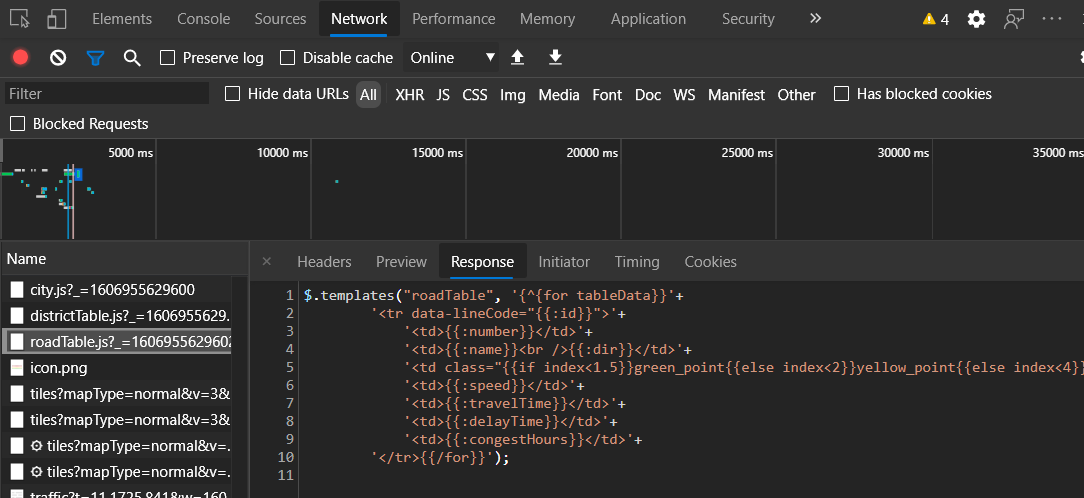 Elements Console Sources Network Performance Memory Application Security » 4
Preserve log Disable cache Online
Filter Hide data URLs All XHR JS CSS Img Media Font Doc WS Manifest Other Has blocked cookies
Blocked Requests
5000 ms 10000 ms 15000 ms 20000 ms 25000 ms 30000 ms 35000 ms
Name
city.js?_=1606955629600
districtTable.js?_=160695562
roadTable.js?_=1606955629602
icon.png
tiles?mapType=normal&v=3&
tiles?mapType=normal&v=3&
tiles?mapType=normal&v=
tiles?mapType=normal&v=
traffic?t=11,1725,841&w=160
× Headers Preview Response Initiator Timing Cookies
1 $.templates("roadTable", '{^{for tableData}}'+
2 '<tr data-lineCode="{{:id}}">'+
3 '<td>{{:number}}</td>'+
4 '<td>{{:name}}<br />{{:dir}}</td>'+
5 '<td class="{{if index<1.5}}green_point{{else index<2}}yellow_point{{else index<4}}
6 '<td>{{:speed}}</td>'+
7 '<td>{{:travelTime}}</td>'+
8 '<td>{{:delayTime}}</td>'+
9 '<td>{{:congestHours}}</td>'+
10 '</tr>{{/for}}');
11